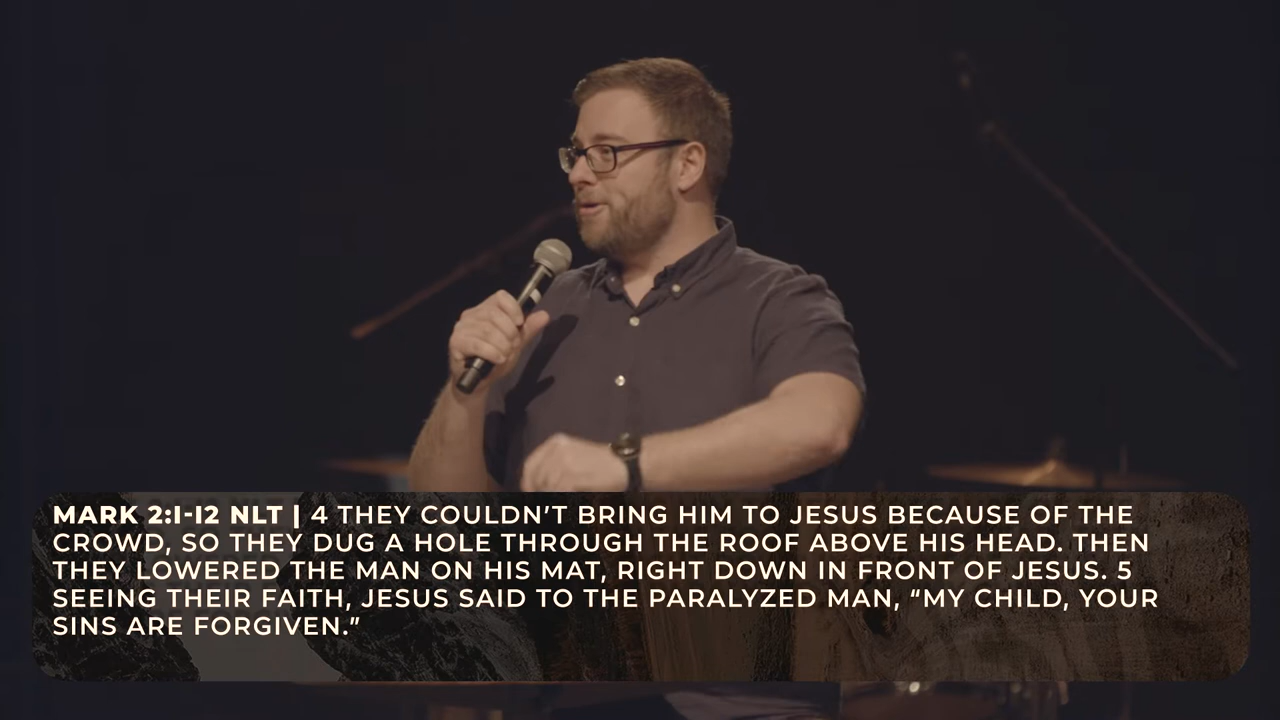 MARK 2:1-12 NLT | 4 THEY COULDN’T BRING HIM TO JESUS BECAUSE OF THE
CROWD, SO THEY DUG A HOLE THROUGH THE ROOF ABOVE HIS HEAD. THEN
THEY LOWERED THE MAN ON HIS MAT, RIGHT DOWN IN FRONT OF JESUS. 5
SEEING THEIR FAITH, JESUS SAID TO THE PARALYZED MAN, “MY CHILD, YOUR
SINS ARE FORGIVEN.”